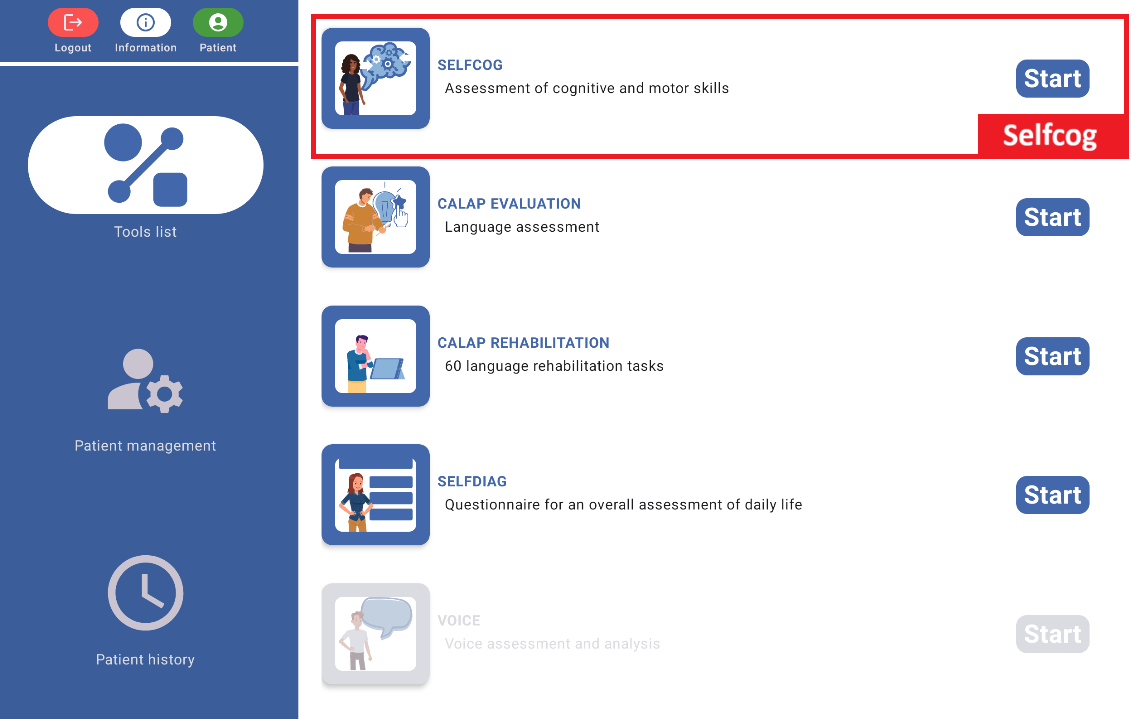 Logout
Information
Patient
Tools list
Patient management
Patient history
SELFCOG
Assessment of cognitive and motor skills
Start
Selfcog
CALAP EVALUATION
Language assessment
Start
CALAP REHABILITATION
60 language rehabilitation tasks
Start
SELFDIAG
Questionnaire for an overall assessment of daily life
Start
VOICE
Voice assessment and analysis
Start